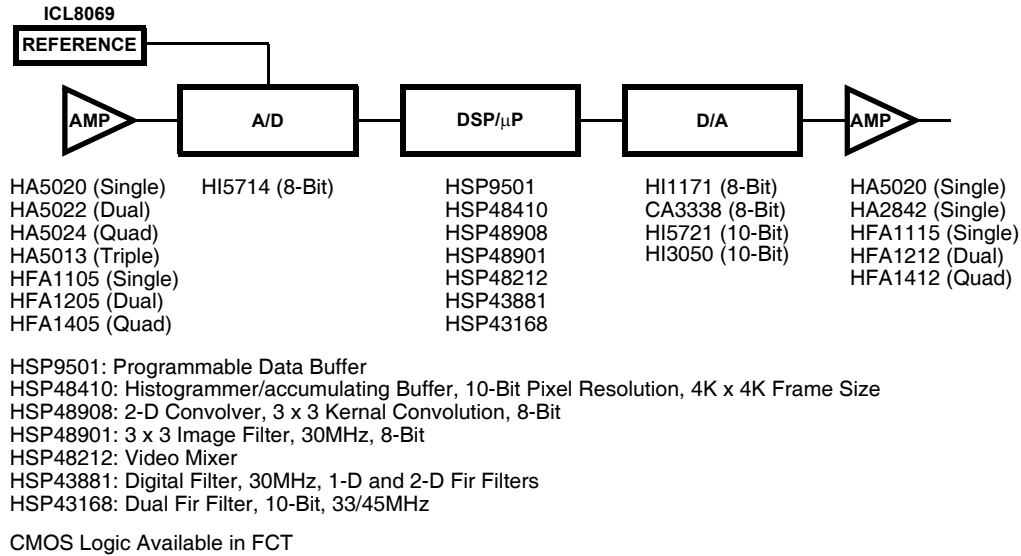 ICL8069
REFERENCE
AMP
A/D
DSP/μP
D/A
AMP
HA5020 (Single)
HA5022 (Dual)
HA5024 (Quad)
HA5013 (Triple)
HFA1105 (Single)
HFA1205 (Dual)
HFA1405 (Quad)
HI5714 (8-Bit)
HSP9501
HSP48410
HSP48908
HSP48901
HSP48212
HSP43881
HSP43168
HI1171 (8-Bit)
CA3338 (8-Bit)
HI5721 (10-Bit)
HI3050 (10-Bit)
HA5020 (Single)
HA2842 (Single)
HFA1115 (Single)
HFA1212 (Dual)
HFA1412 (Quad)
HSP9501: Programmable Data Buffer
HSP48410: Histogrammer/accumulating Buffer, 10-Bit Pixel Resolution, 4K x 4K Frame Size
HSP48908: 2-D Convolver, 3 x 3 Kernal Convolution, 8-Bit
HSP48901: 3 x 3 Image Filter, 30MHz, 8-Bit
HSP48212: Video Mixer
HSP43881: Digital Filter, 30MHz, 1-D and 2-D Fir Filters
HSP43168: Dual Fir Filter, 10-Bit, 33/45MHz
CMOS Logic Available in FCT